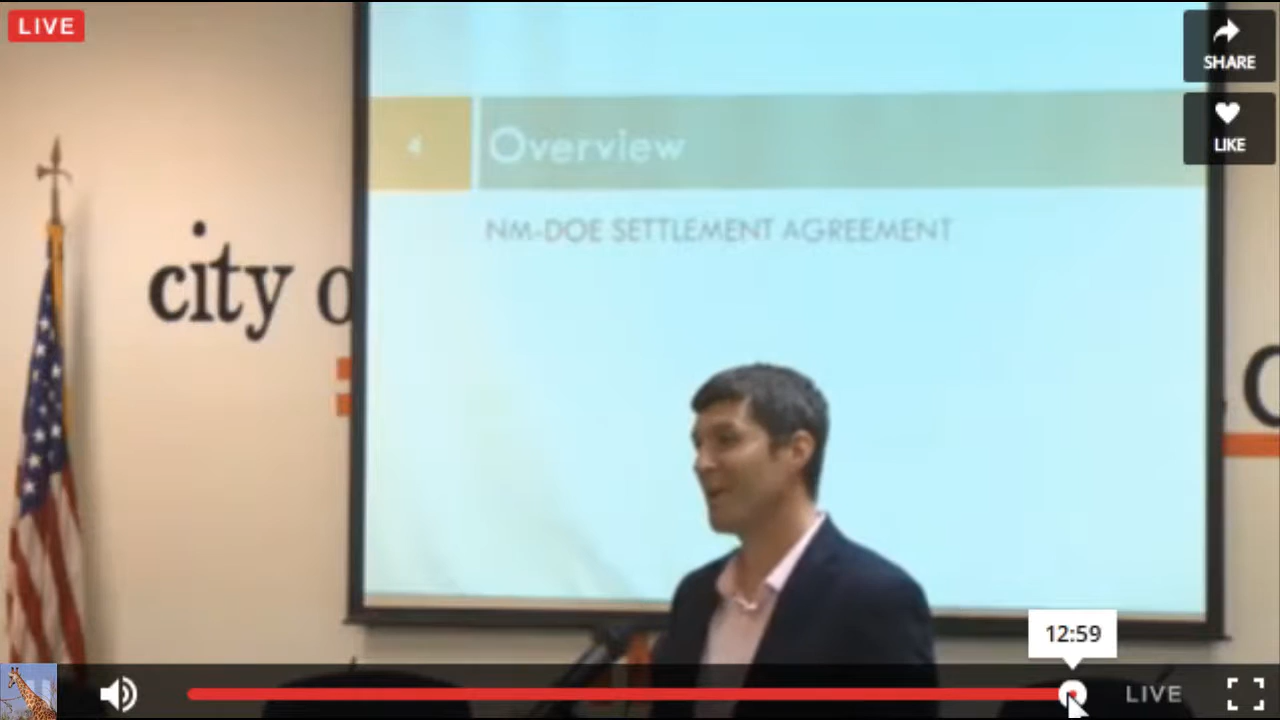 LIVE
SHARE
LIKE
4
Overview
NM-DOE SETTLEMENT AGREEMENT
city o
12:59
LIVE